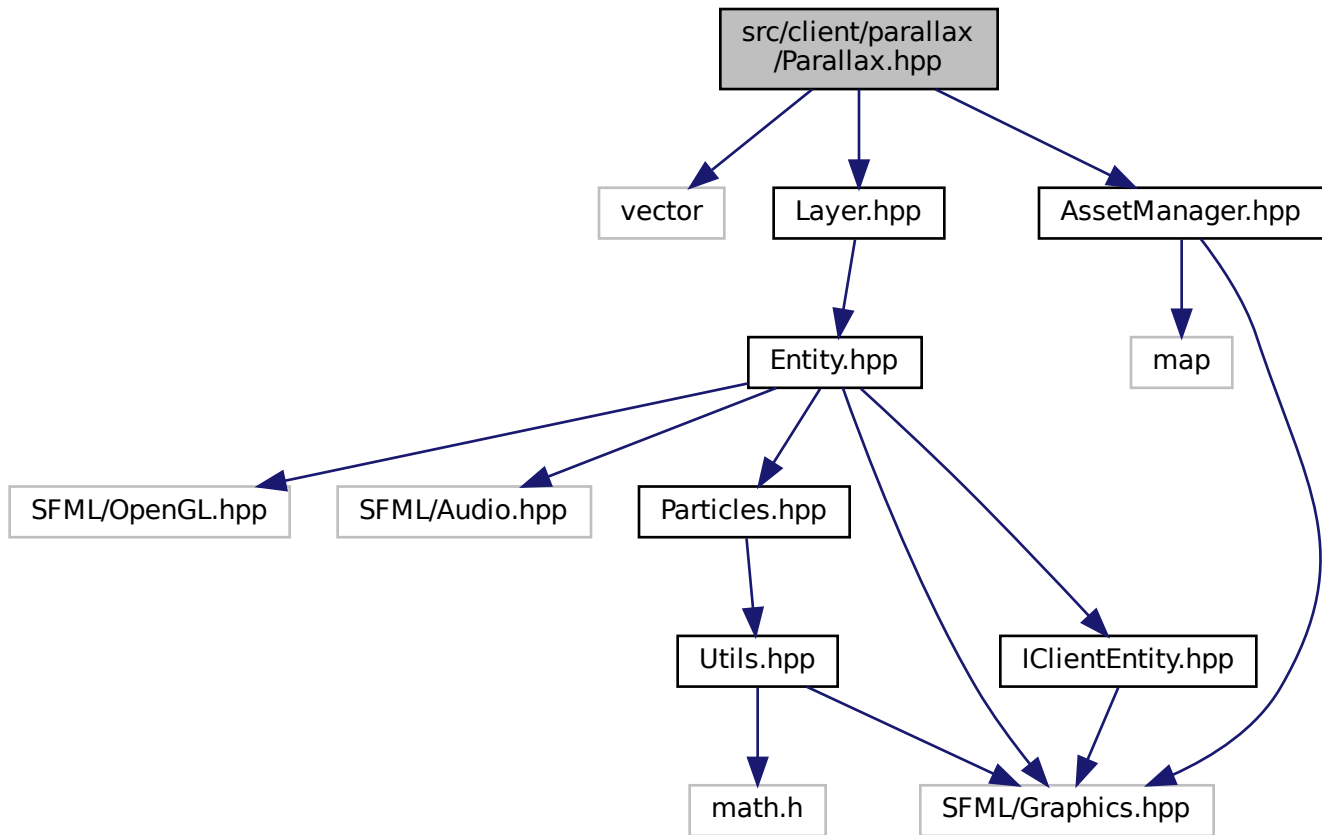 src/client/parallax
/Parallax.hpp
vector
Layer.hpp
AssetManager.hpp
Entity.hpp
map
SFML/OpenGL.hpp
SFML/Audio.hpp
Particles.hpp
Utils.hpp
IClientEntity.hpp
math.h
SFML/Graphics.hpp